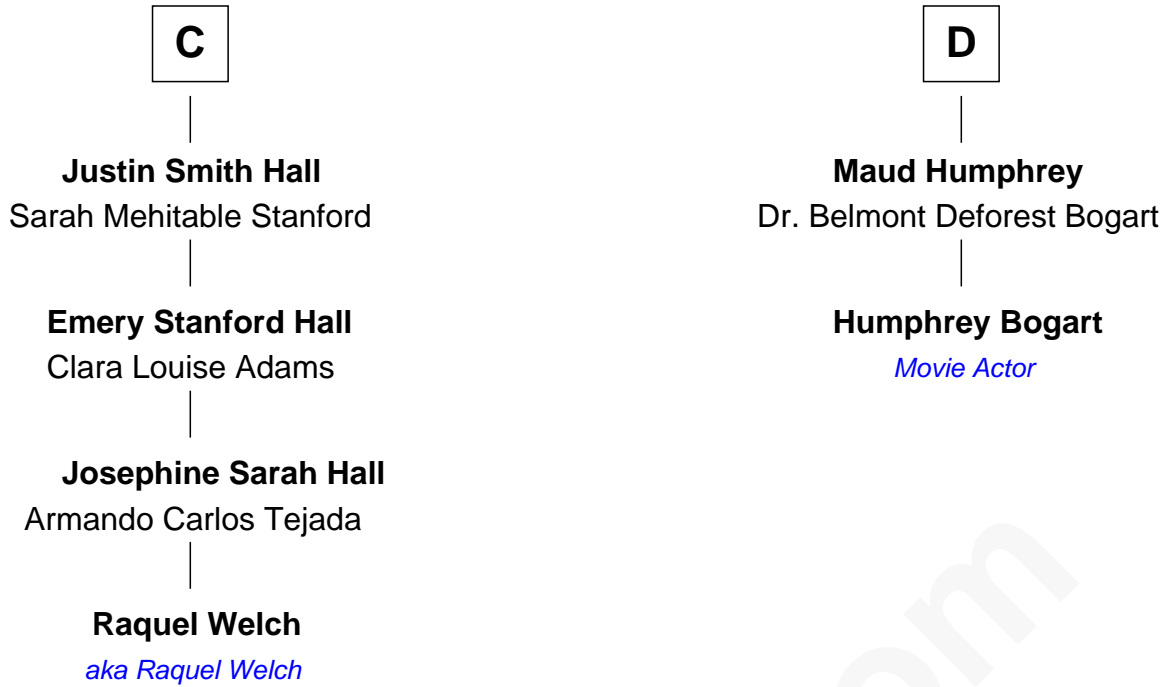 C
Justin Smith Hall
Sarah Mehitable Stanford
Emery Stanford Hall
Clara Louise Adams
Josephine Sarah Hall
Armando Carlos Tejada
Raquel Welch
aka Raquel Welch
D
Maud Humphrey
Dr. Belmont Deforest Bogart
Humphrey Bogart
Movie Actor
om